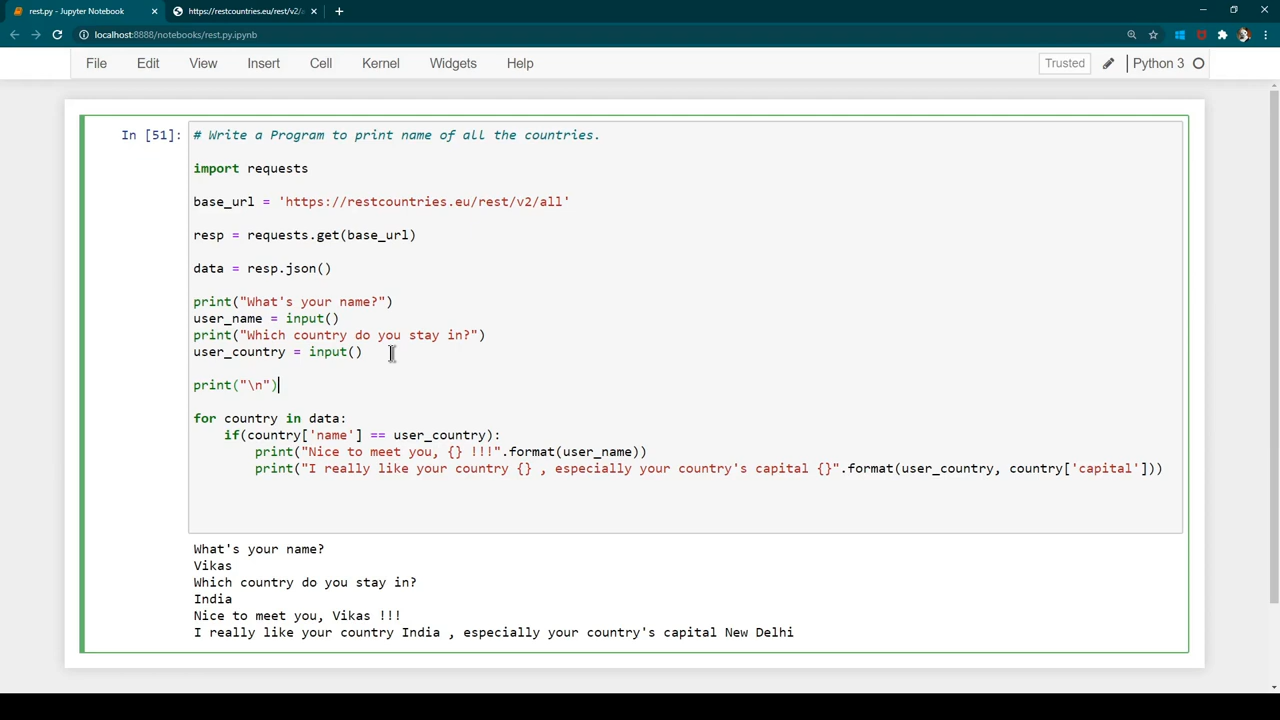 rest.py - Jupyter Notebook
https://restcountries.eu/rest/v2/a
localhost:8888/notebooks/rest.py.ipynb
File Edit View Insert Cell Kernel Widgets Help
Trusted
Python 3
In [51]:
# Write a Program to print name of all the countries.
import requests
base_url = 'https://restcountries.eu/rest/v2/all'
resp = requests.get(base_url)
data = resp.json()
print("What's your name?")
user_name = input()
print("Which country do you stay in?")
user_country = input()
print("\n")
for country in data:
    if(country['name'] == user_country):
        print("Nice to meet you, {} !!!".format(user_name))
        print("I really like your country {} , especially your country's capital {}".format(user_country, country['capital']))
What's your name?
Vikas
Which country do you stay in?
India
Nice to meet you, Vikas !!!
I really like your country India , especially your country's capital New Delhi